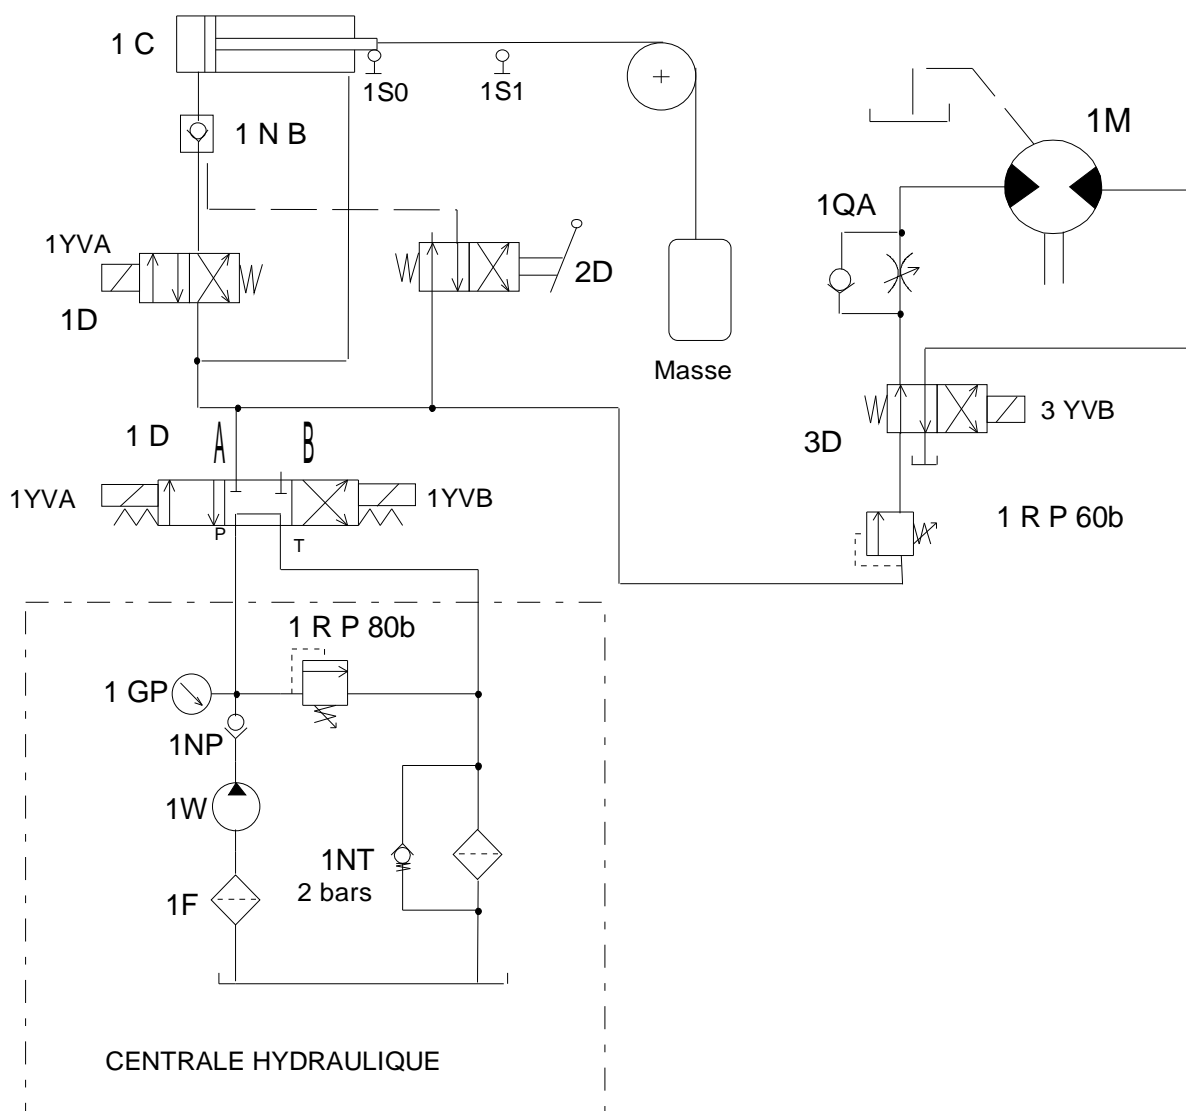 1 C
1S0
1S1
1M
1 N B
1QA
1YVA
2D
1D
Masse
3 YVB
3D
1 D
A
B
1YVA
1YVB
P
T
1 R P 60b
1 R P 80b
1 GP
1NP
1W
1NT
2 bars
1F
CENTRALE HYDRAULIQUE